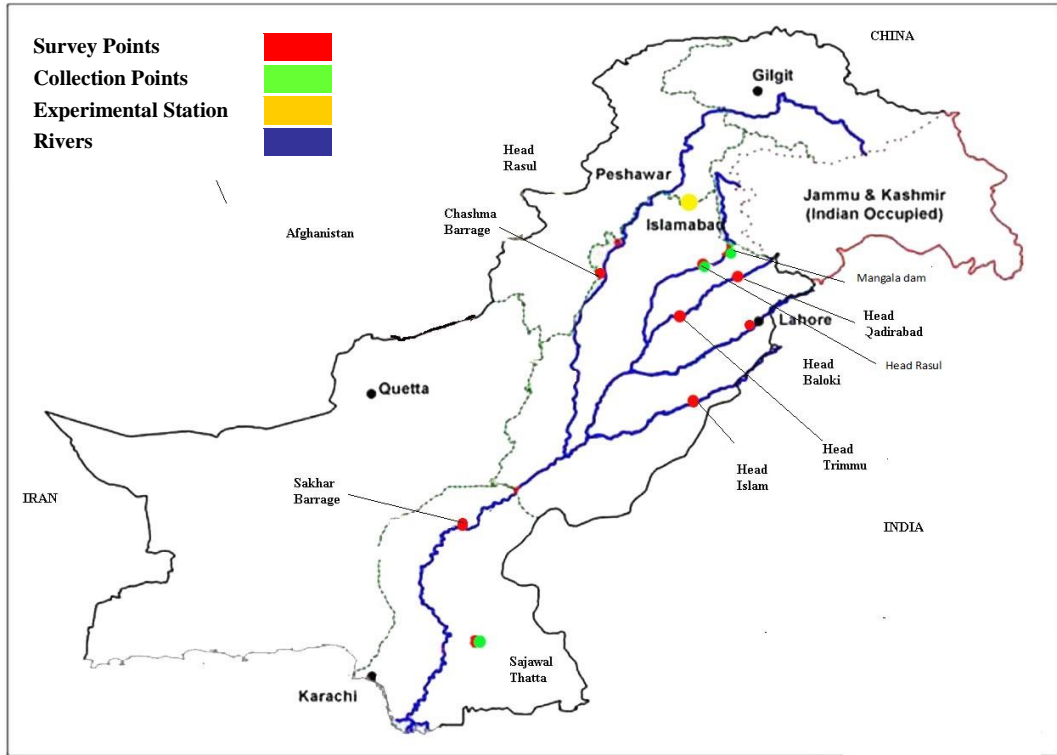 Survey Points
Collection Points
Experimental Station
Rivers
CHINA
Gilgit
Head
Rasul
Peshawar
Jammu & Kashmir
(Indian Occupied)
Chashma
Barrage
Afghanistan
Islamabad
Mangala dam
Head
Qadirabad
Lahore
Head Rasul
Head
Baloki
Quetta
Head
Trimmu
Head
Islam
Sakhar
Barrage
IRAN
INDIA
Sajawal
Thatta
Karachi